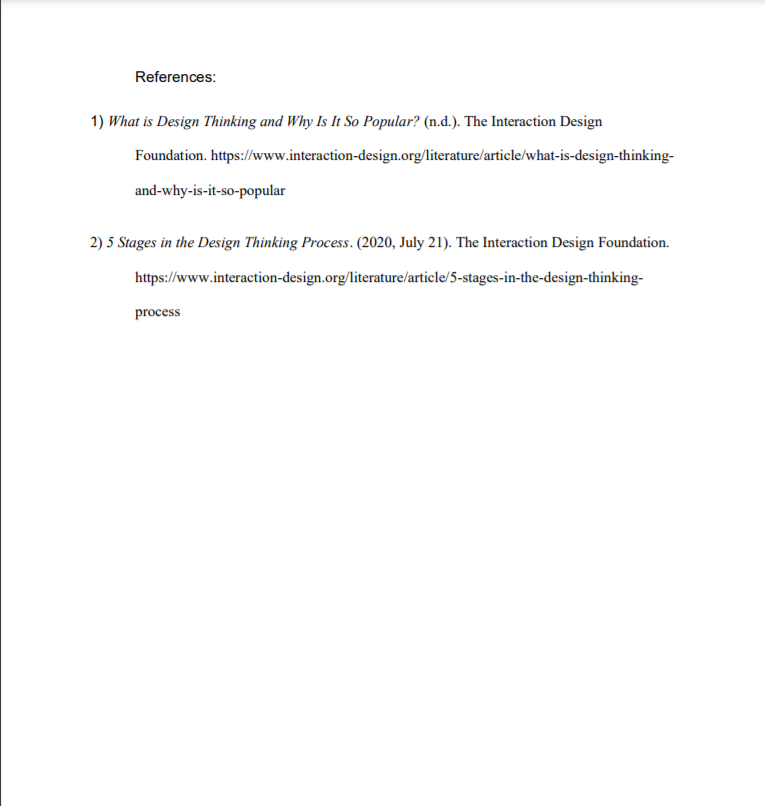 References:
1) What is Design Thinking and Why Is It So Popular? (n.d.). The Interaction Design
Foundation. https://www.interaction-design.org/literature/article/what-is-design-thinking-
and-why-is-it-so-popular
2) 5 Stages in the Design Thinking Process. (2020, July 21). The Interaction Design Foundation.
https://www.interaction-design.org/literature/article/5-stages-in-the-design-thinking-
process